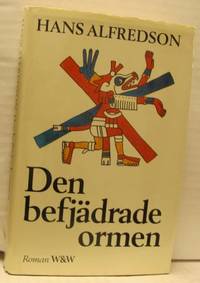 HANS ALFREDSON
Den
befjädrade
ormen
Roman W&W